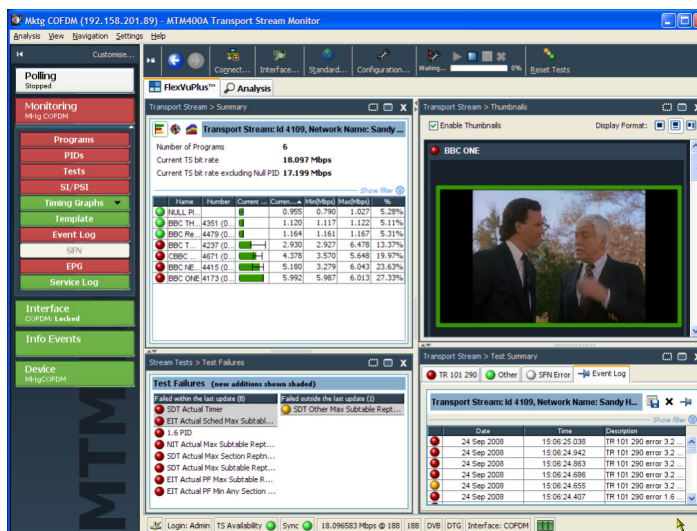 Mktg COFDM (192.158.201.89) - MTM400A Transport Stream Monitor
Analysis View Navigation Settings Help
Customise...
Polling
Stopped
Monitoring
Mktg COFDM
Programs
PIDs
Tests
SI/PSI
Timing Graphs
Template
Event Log
SFN
EPG
Service Log
Interface
COFDM: Locked
Info Events
Device
MktgCOFDM
MTM
Connect... Interface... Standard... Configuration... Waiting... 0% Reset Tests
FlexVuPlus™ Analysis
Transport Stream > Summary
Transport Stream: Id 4109, Network Name: Sandy ...
Number of Programs 6
Current TS bit rate 18.097 Mbps
Current TS bit rate excluding Null PID 17.199 Mbps
Show filter
Name Number Current ... Curren... Min(Mbps) Max(Mbps) %
NULL PI... 0.955 0.790 1.027 5.28%
BBC TH... 4351 (0... 1.120 1.117 1.122 5.11%
BBC Re... 4479 (0... 1.164 1.161 1.167 5.31%
BBC T... 4237 (0... 2.930 2.927 6.478 13.37%
CBBC ... 4671 (0... 4.378 3.570 5.648 19.97%
BBC NE... 4415 (0... 5.180 3.279 6.043 23.63%
BBC ONE 4173 (0... 5.992 5.987 6.013 27.33%
Transport Stream > Thumbnails
Enable Thumbnails Display Format:
BBC ONE
Stream Tests > Test Failures
Test Failures (new additions shown shaded)
Failed within the last update (8) Failed outside the last update (1)
SDT Actual Timer SDT Other Max Subtable Rept...
EIT Actual Sched Max Subtabl...
1.6 PID
NIT Actual Max Subtable Rept...
SDT Actual Max Section Reptn...
SDT Actual Max Subtable Rept...
EIT Actual PF Max Subtable R...
EIT Actual PF Min Any Section ...
Transport Stream > Test Summary
TR 101 290 Other SFN Error Event Log
Transport Stream: Id 4109, Network Name: Sandy H...
Show filter
Date Time Description
24 Sep 2008 15:06:25.038 TR 101 290 error 3.2 ...
24 Sep 2008 15:06:24.942 TR 101 290 error 3.2 ...
24 Sep 2008 15:06:24.863 TR 101 290 error 3.2 ...
24 Sep 2008 15:06:24.686 TR 101 290 error 3.2 ...
24 Sep 2008 15:06:24.655 TR 101 290 error 3.2 ...
24 Sep 2008 15:06:24.407 TR 101 290 error 1.6 ...
Login: Admin TS Availability Sync 18.096583 Mbps @ 188 188 DVB DTG Interface: COFDM